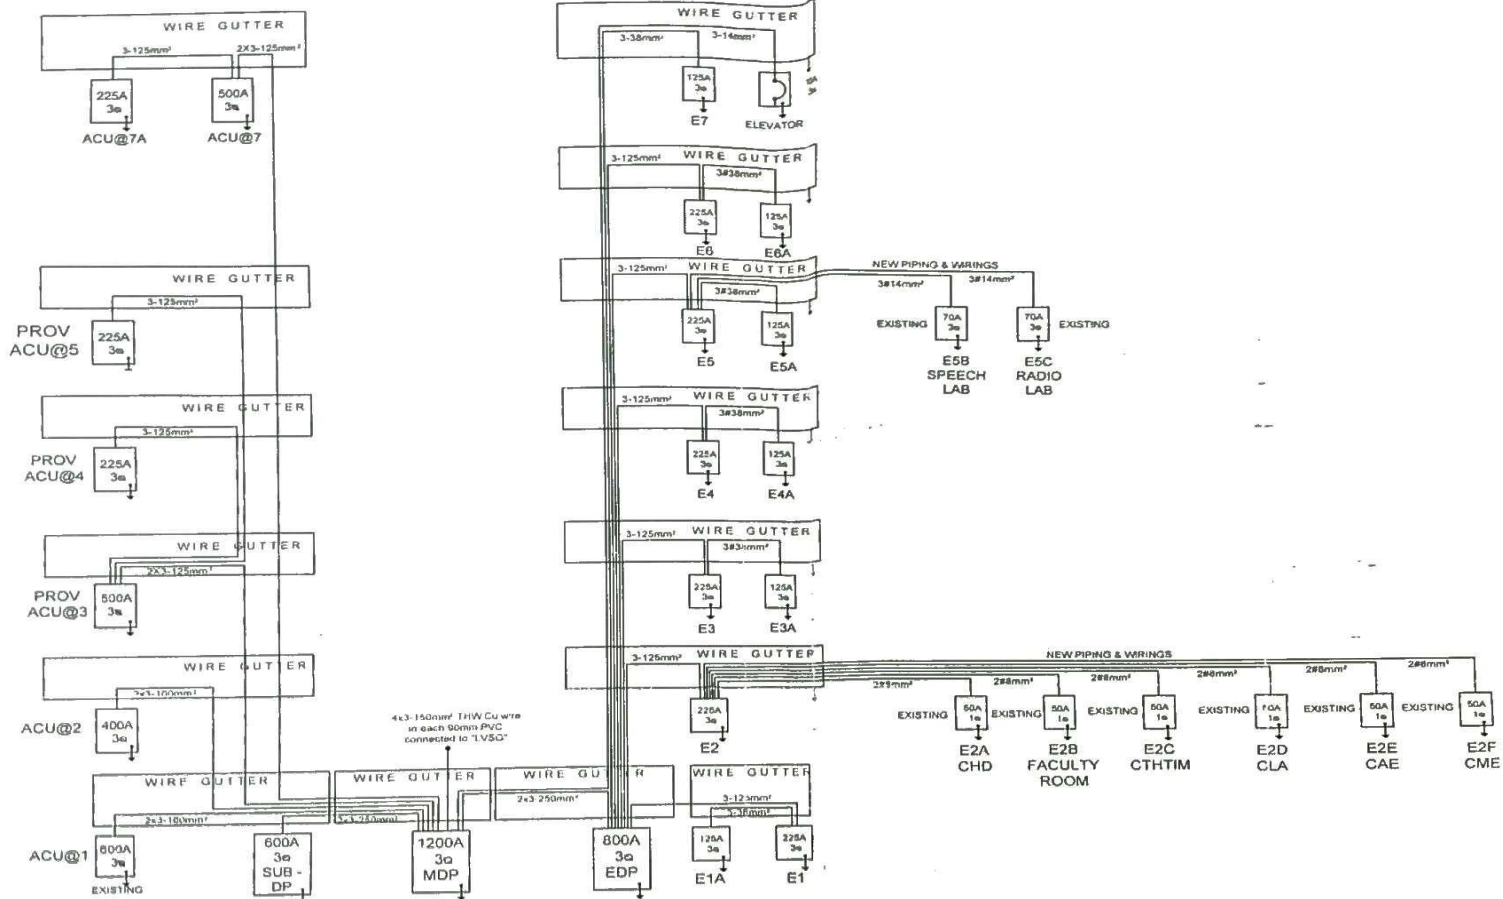 WIRE GUTTER
3-125mm²
2X3-125mm²
225A
3ø
ACU@7A
500A
3ø
ACU@7
WIRE GUTTER
3-125mm²
PROV
ACU@5
225A
3ø
WIRE GUTTER
3-125mm²
PROV
ACU@4
225A
3ø
WIRE GUTTER
2X3-125mm²
PROV
ACU@3
500A
3ø
WIRE GUTTER
2x3-100mm²
ACU@2
400A
3ø
WIRE GUTTER
2x3-100mm²
ACU@1
600A
3ø
EXISTING
600A
3ø
SUB -
DP
WIRE GUTTER
4x3-150mm² THW Cu wire
in each 90mm PVC
connected to "LVSG"
1200A
3ø
MDP
WIRE GUTTER
2x3-250mm²
800A
3ø
EDP
WIRE GUTTER
3-38mm²
3-14mm²
125A
3ø
E7
ELEVATOR
WIRE GUTTER
3-125mm²
3#38mm²
225A
3ø
E6
125A
3ø
E6A
WIRE GUTTER
3-125mm²
3#38mm²
225A
3ø
E5
125A
3ø
E5A
NEW PIPING & WIRINGS
3#14mm²
3#14mm²
EXISTING
70A
3ø
E5B
SPEECH
LAB
70A
3ø
EXISTING
E5C
RADIO
LAB
WIRE GUTTER
3-125mm²
3#38mm²
225A
3ø
E4
125A
3ø
E4A
WIRE GUTTER
3-125mm²
225A
3ø
E3
125A
3ø
E3A
WIRE GUTTER
3-125mm²
225A
3ø
E2
NEW PIPING & WIRINGS
2#8mm²
2#8mm²
2#8mm²
2#8mm²
2#8mm²
EXISTING
50A
1ø
E2A
CHD
EXISTING
50A
1ø
E2B
FACULTY
ROOM
EXISTING
50A
1ø
E2C
CTHTIM
EXISTING
1ø
E2D
CLA
EXISTING
50A
1ø
E2E
CAE
EXISTING
50A
1ø
E2F
CME
WIRE GUTTER
3-125mm²
125A
3ø
E1A
225A
3ø
E1